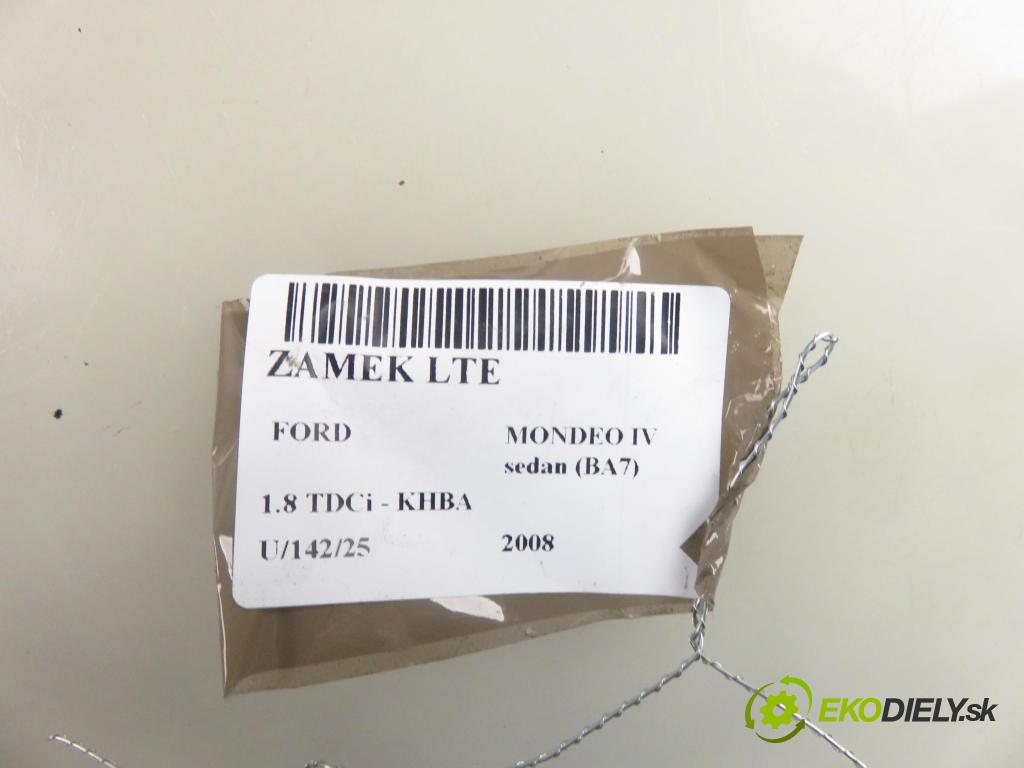 ZAMEK LTE
FORD
MONDEO IV
sedan (BA7)
1.8 TDCi - KHBA
U/142/25
2008
EKODIELY.sk